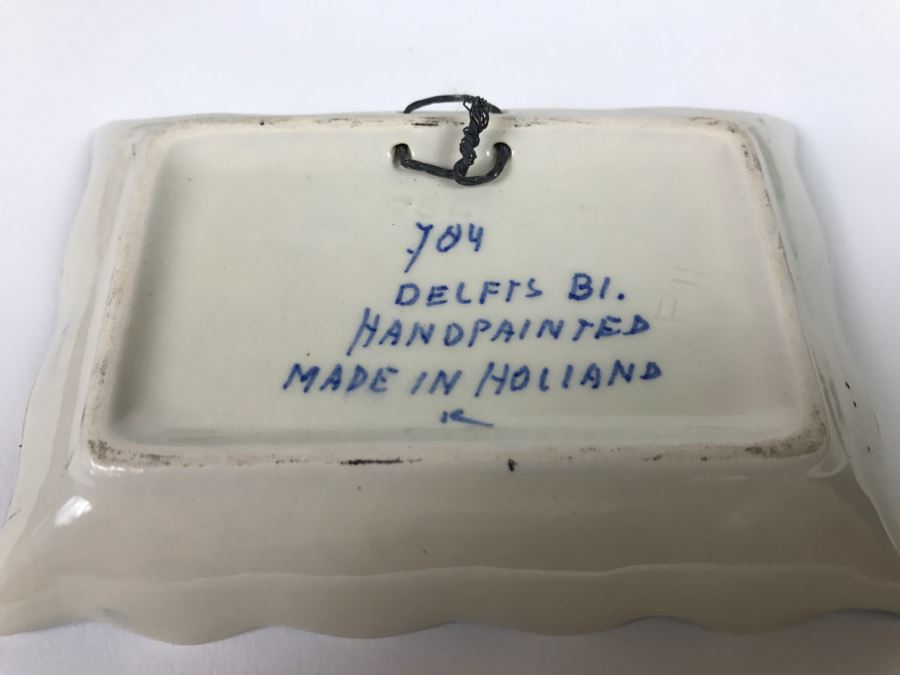 704
DELFTS Bl.
HANDPAINTED
MADE IN HOLLAND
K